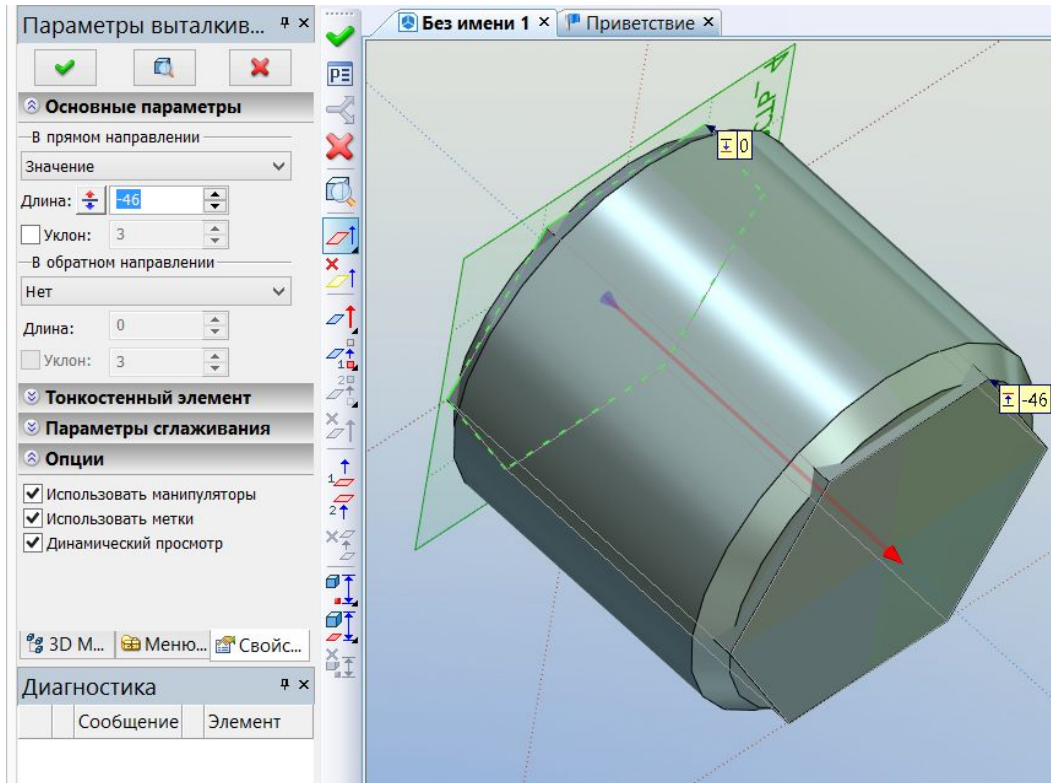 Параметры выталкив...
Основные параметры
В прямом направлении
Значение
Длина: -46
Уклон: 3
В обратном направлении
Нет
Длина: 0
Уклон: 3
Тонкостенный элемент
Параметры сглаживания
Опции
Использовать манипуляторы
Использовать метки
Динамический просмотр
3D М... Меню... Свойс...
Диагностика
Сообщение Элемент
Без имени 1 Приветствие
0
-46